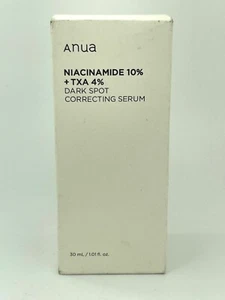 Anua
NIACINAMIDE 10%
+ TXA 4%
DARK SPOT
CORRECTING SERUM
30 mL / 1.01 fl. oz.